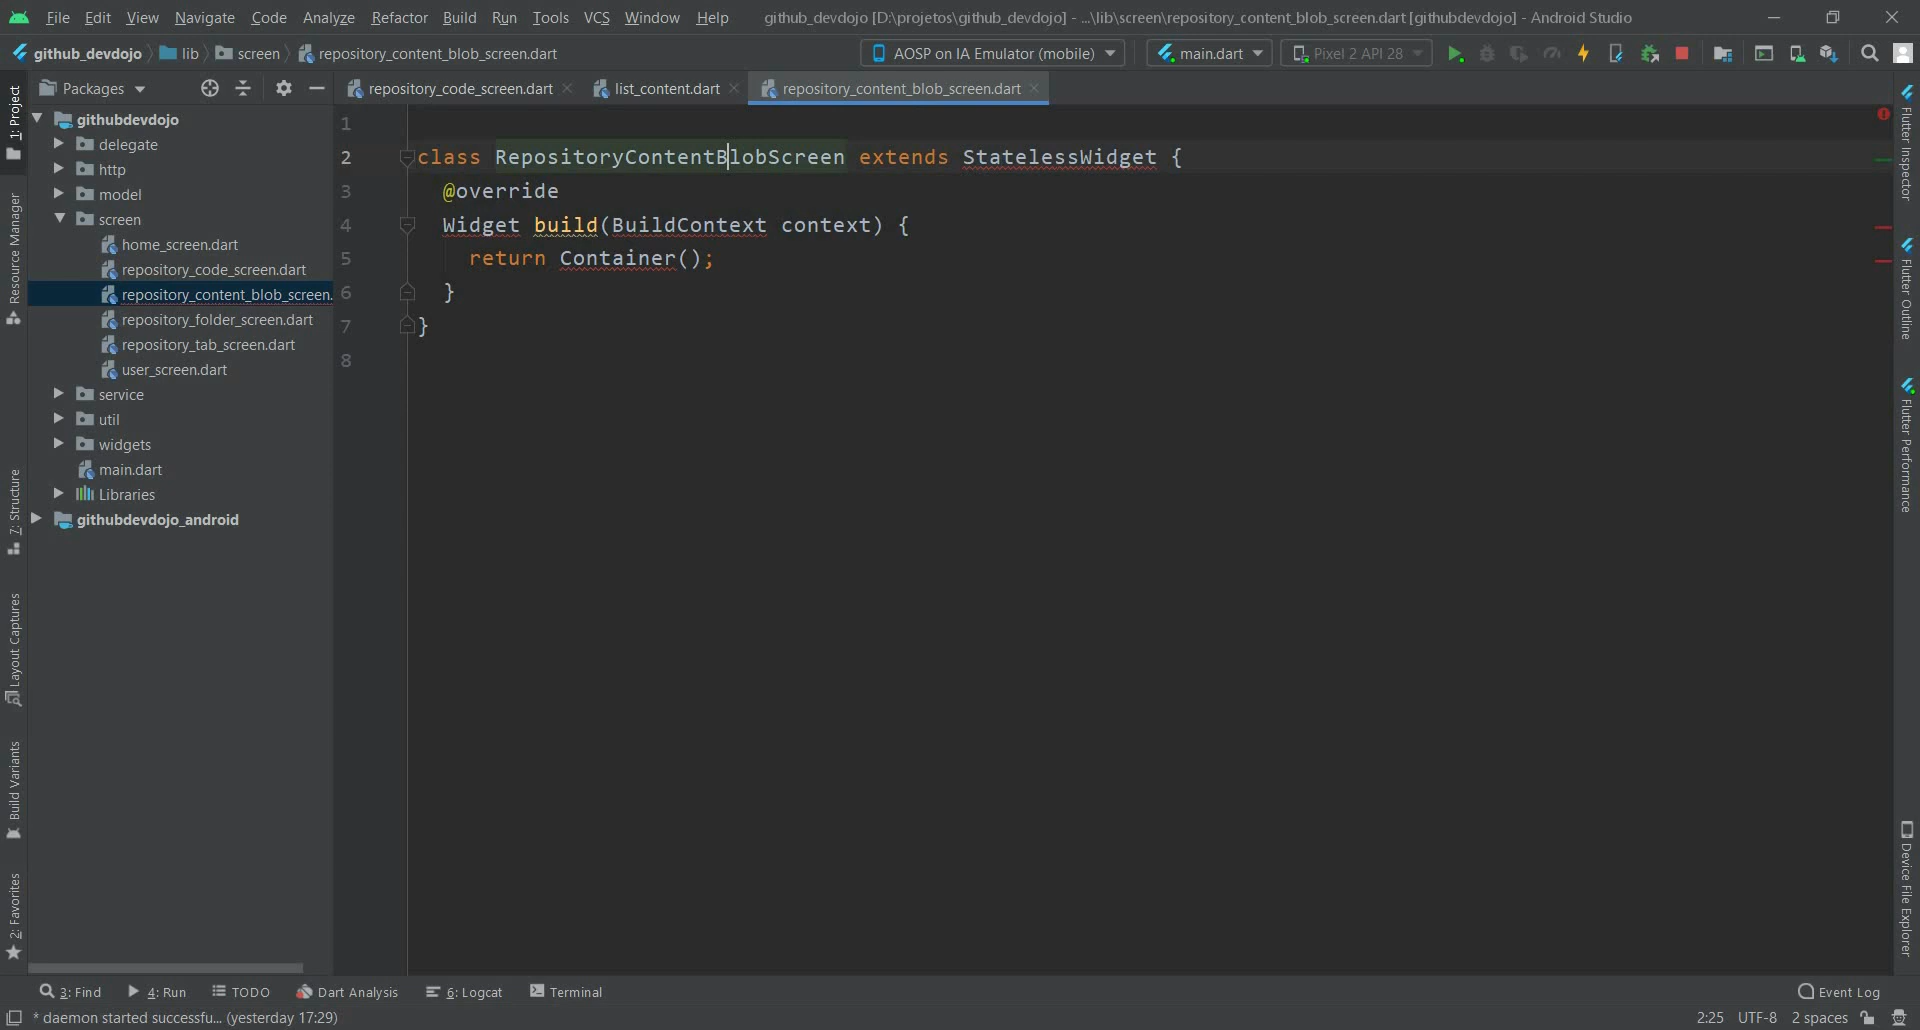 File Edit View Navigate Code Analyze Refactor Build Run Tools VCS Window Help github_devdojo [D:\projetos\github_devdojo] - ...\lib\screen\repository_content_blob_screen.dart [githubdevdojo] - Android Studio
github_devdojo lib screen repository_content_blob_screen.dart AOSP on IA Emulator (mobile) main.dart Pixel 2 API 28
Packages repository_code_screen.dart list_content.dart repository_content_blob_screen.dart
githubdevdojo
delegate
http
model
screen
home_screen.dart
repository_code_screen.dart
repository_content_blob_screen.
repository_folder_screen.dart
repository_tab_screen.dart
user_screen.dart
service
util
widgets
main.dart
Libraries
githubdevdojo_android
1
2 class RepositoryContentBlobScreen extends StatelessWidget {
3 @override
4 Widget build(BuildContext context) {
5 return Container();
6 }
7 }
8
1: Project
Resource Manager
7: Structure
Layout Captures
Build Variants
2: Favorites
Flutter Inspector
Flutter Outline
Flutter Performance
Device File Explorer
3: Find 4: Run TODO Dart Analysis 6: Logcat Terminal Event Log
* daemon started successfu... (yesterday 17:29) 2:25 UTF-8 2 spaces